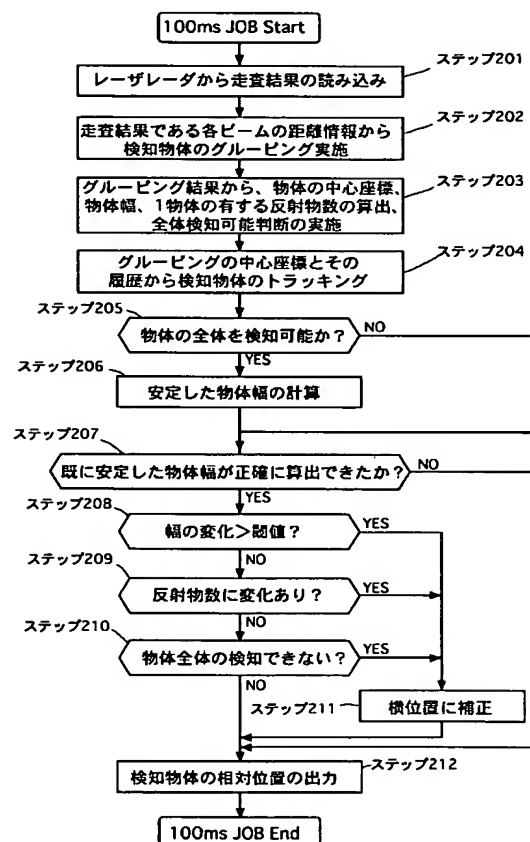 100ms JOB Start
ステップ201
レーザレーダから走査結果の読み込み
ステップ202
走査結果である各ビームの距離情報から
検知物体のグルーピング実施
ステップ203
グルーピング結果から、物体の中心座標、
物体幅、1物体の有する反射物数の算出、
全体検知可能判断の実施
ステップ204
グルーピングの中心座標とその
履歴から検知物体のトラッキング
ステップ205
物体の全体を検知可能か？
NO
YES
ステップ206
安定した物体幅の計算
ステップ207
既に安定した物体幅が正確に算出できたか？
NO
YES
ステップ208
幅の変化＞閾値？
YES
NO
ステップ209
反射物数に変化あり？
YES
NO
ステップ210
物体全体の検知できない？
YES
NO
ステップ211
横位置に補正
ステップ212
検知物体の相対位置の出力
100ms JOB End